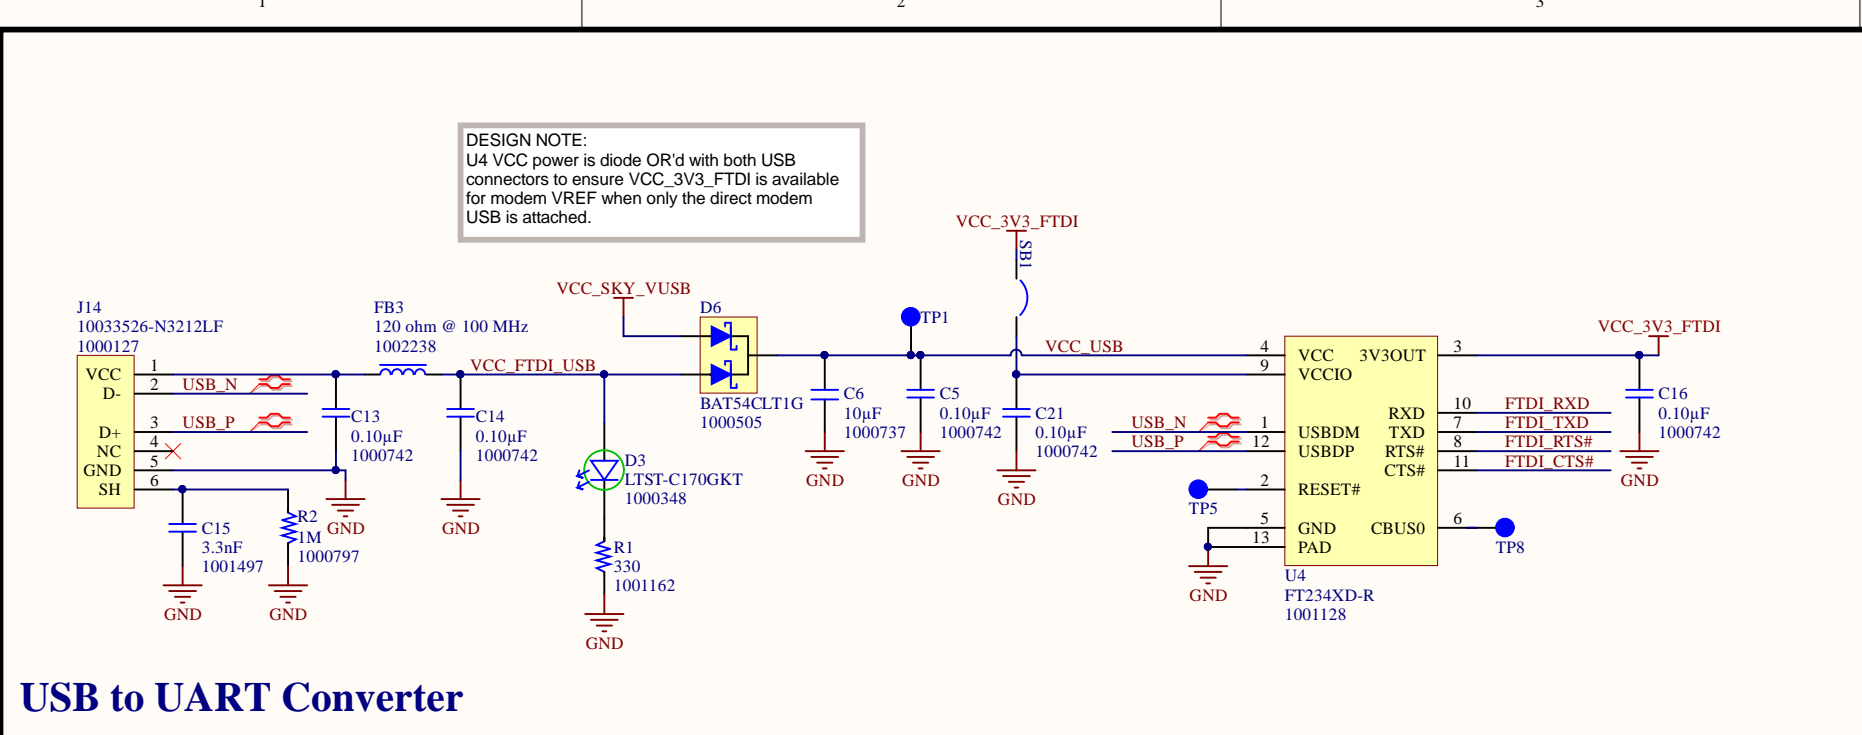 1
2
3
DESIGN NOTE:
U4 VCC power is diode OR'd with both USB
connectors to ensure VCC_3V3_FTDI is available
for modem VREF when only the direct modem
USB is attached.
VCC_3V3_FTDI
SB1
VCC_SKY_VUSB
J14
10033526-N3212LF
1000127
FB3
120 ohm @ 100 MHz
1002238
D6
TP1
VCC_3V3_FTDI
VCC_FTDI_USB
VCC_USB
VCC 1
D- 2 USB_N
D+ 3 USB_P
NC 4
GND 5
SH 6
C13
0.10µF
1000742
GND
C14
0.10µF
1000742
GND
BAT54CLT1G
1000505
C6
10µF
1000737
GND
C5
0.10µF
1000742
GND
C21
0.10µF
1000742
GND
D3
LTST-C170GKT
1000348
R1
330
1001162
GND
C15
3.3nF
1001497
GND
R2
1M
1000797
GND
4 VCC
9 VCCIO
USB_N 1 USBDM
USB_P 12 USBDP
TP5 2 RESET#
5 GND
13 PAD
GND
3V3OUT 3
RXD 10 FTDI_RXD
TXD 7 FTDI_TXD
RTS# 8 FTDI_RTS#
CTS# 11 FTDI_CTS#
CBUS0 6 TP8
C16
0.10µF
1000742
GND
U4
FT234XD-R
1001128
USB to UART Converter